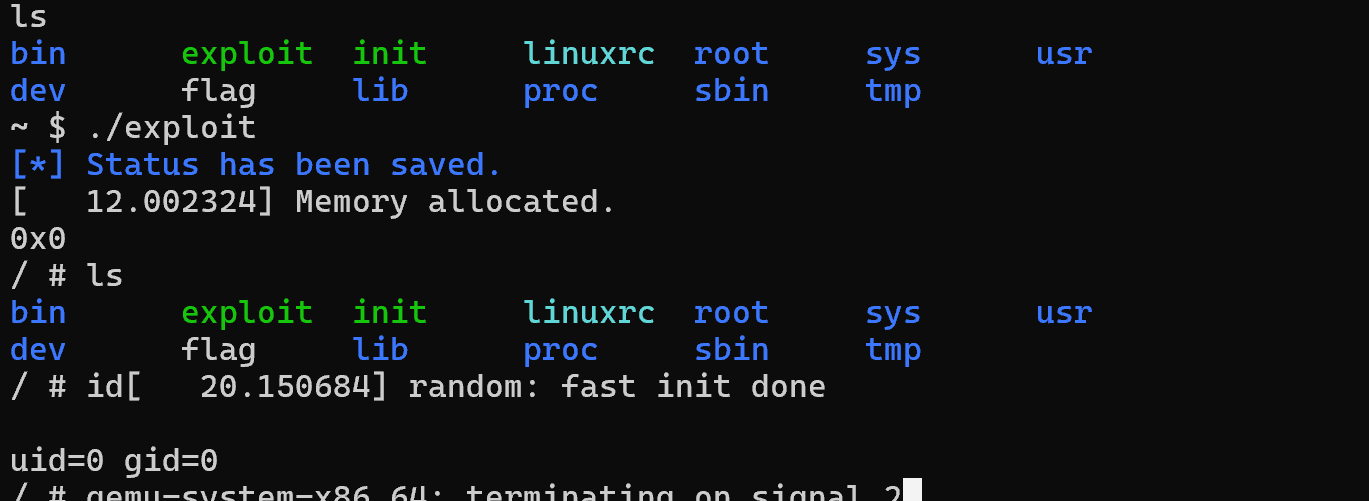 ls
bin exploit init linuxrc root sys usr
dev flag lib proc sbin tmp
~ $ ./exploit
[*] Status has been saved.
[ 12.002324] Memory allocated.
0x0
/ # ls
bin exploit init linuxrc root sys usr
dev flag lib proc sbin tmp
/ # id[ 20.150684] random: fast init done
uid=0 gid=0
/ # qemu-system-x86_64: terminating on signal 2